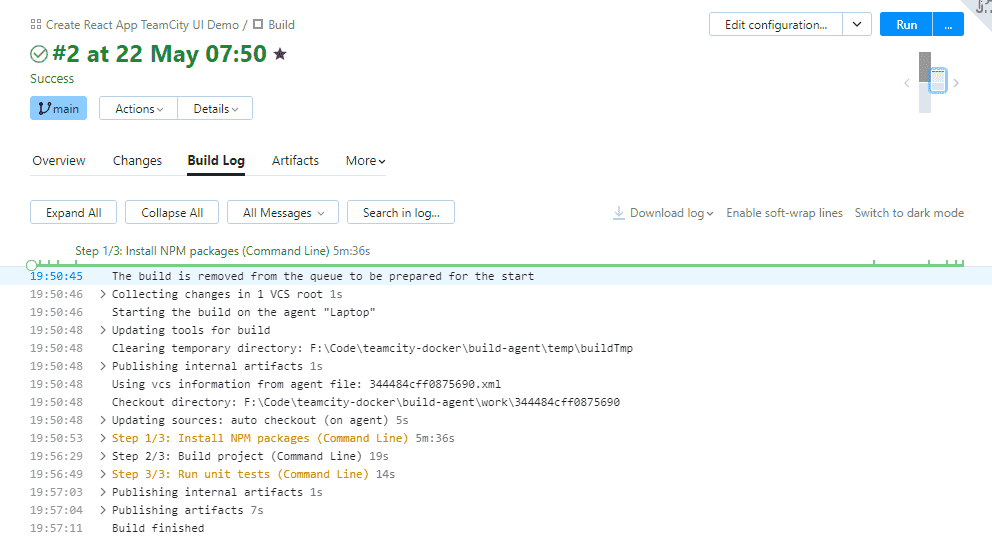 Create React App TeamCity UI Demo / Build
Edit configuration...
Run
...
#2 at 22 May 07:50
Success
main
Actions
Details
Overview
Changes
Build Log
Artifacts
More
Expand All
Collapse All
All Messages
Search in log...
Download log
Enable soft-wrap lines
Switch to dark mode
Step 1/3: Install NPM packages (Command Line) 5m:36s
19:50:45 The build is removed from the queue to be prepared for the start
19:50:46 Collecting changes in 1 VCS root 1s
19:50:46 Starting the build on the agent "Laptop"
19:50:48 Updating tools for build
19:50:48 Clearing temporary directory: F:\Code\teamcity-docker\build-agent\temp\buildTmp
19:50:48 Publishing internal artifacts 1s
19:50:48 Using vcs information from agent file: 344484cff0875690.xml
19:50:48 Checkout directory: F:\Code\teamcity-docker\build-agent\work\344484cff0875690
19:50:48 Updating sources: auto checkout (on agent) 5s
19:50:53 Step 1/3: Install NPM packages (Command Line) 5m:36s
19:56:29 Step 2/3: Build project (Command Line) 19s
19:56:49 Step 3/3: Run unit tests (Command Line) 14s
19:57:03 Publishing internal artifacts 1s
19:57:04 Publishing artifacts 7s
19:57:11 Build finished